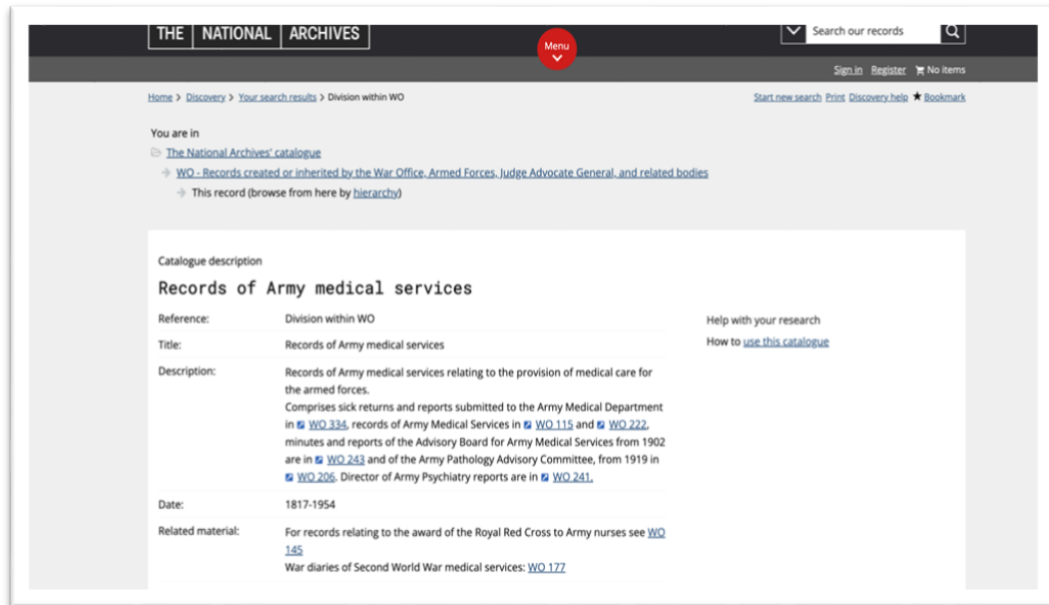 THE NATIONAL ARCHIVES
Menu
Search our records
Sign in Register No items
Home > Discovery > Your search results > Division within WO
Start new search Print Discovery help ★ Bookmark
You are in
The National Archives' catalogue
WO - Records created or inherited by the War Office, Armed Forces, Judge Advocate General, and related bodies
This record (browse from here by hierarchy)
Catalogue description
Records of Army medical services
Reference: Division within WO
Title: Records of Army medical services
Description: Records of Army medical services relating to the provision of medical care for
the armed forces.
Comprises sick returns and reports submitted to the Army Medical Department
in WO 334, records of Army Medical Services in WO 115 and WO 222,
minutes and reports of the Advisory Board for Army Medical Services from 1902
are in WO 243 and of the Army Pathology Advisory Committee, from 1919 in
WO 206. Director of Army Psychiatry reports are in WO 241.
Date: 1817-1954
Related material: For records relating to the award of the Royal Red Cross to Army nurses see WO
145
War diaries of Second World War medical services: WO 177
Help with your research
How to use this catalogue